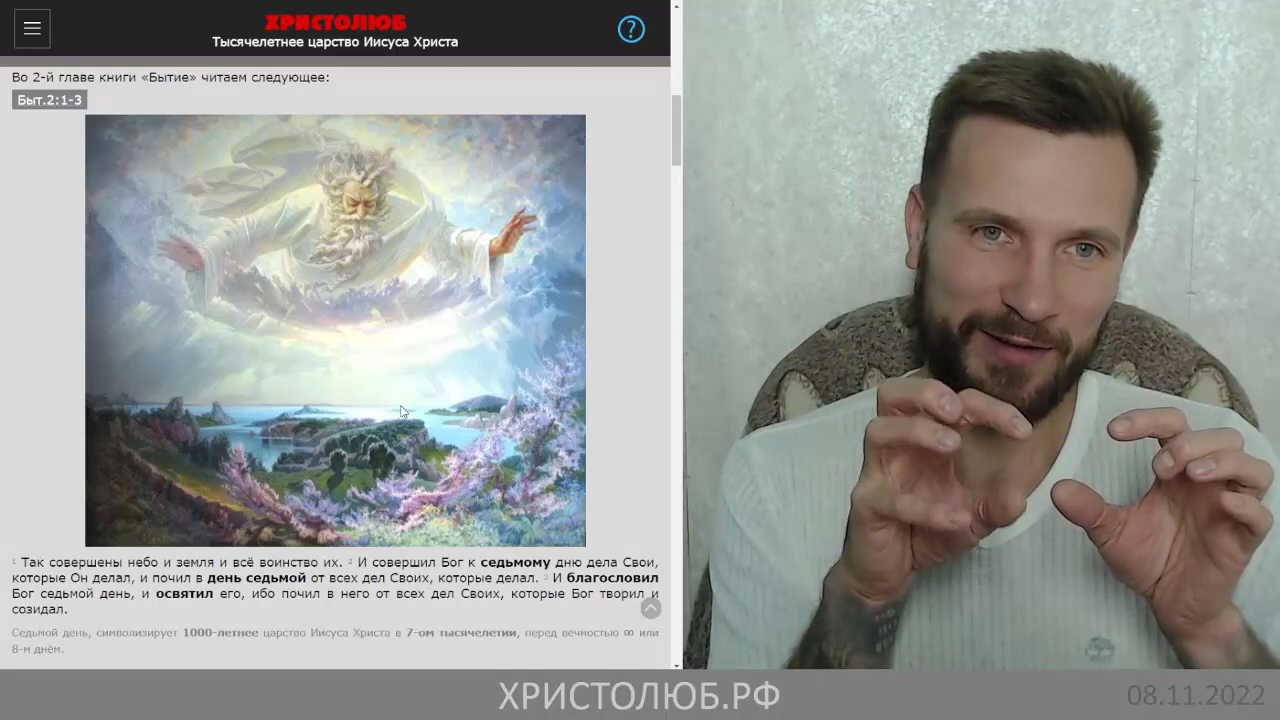 ХРИСТОЛЮБ
Тысячелетнее царство Иисуса Христа
?
Во 2-й главе книги «Бытие» читаем следующее:
Быт.2:1-3
¹ Так совершены небо и земля и всё воинство их. ² И совершил Бог к седьмому дню дела Свои,
которые Он делал, и почил в день седьмой от всех дел Своих, которые делал. ³ И благословил
Бог седьмой день, и освятил его, ибо почил в него от всех дел Своих, которые Бог творил и
созидал.
Седьмой день, символизирует 1000-летнее царство Иисуса Христа в 7-ом тысячелетии, перед вечностью ∞ или
8-м днём.
ХРИСТОЛЮБ.РФ
08.11.2022